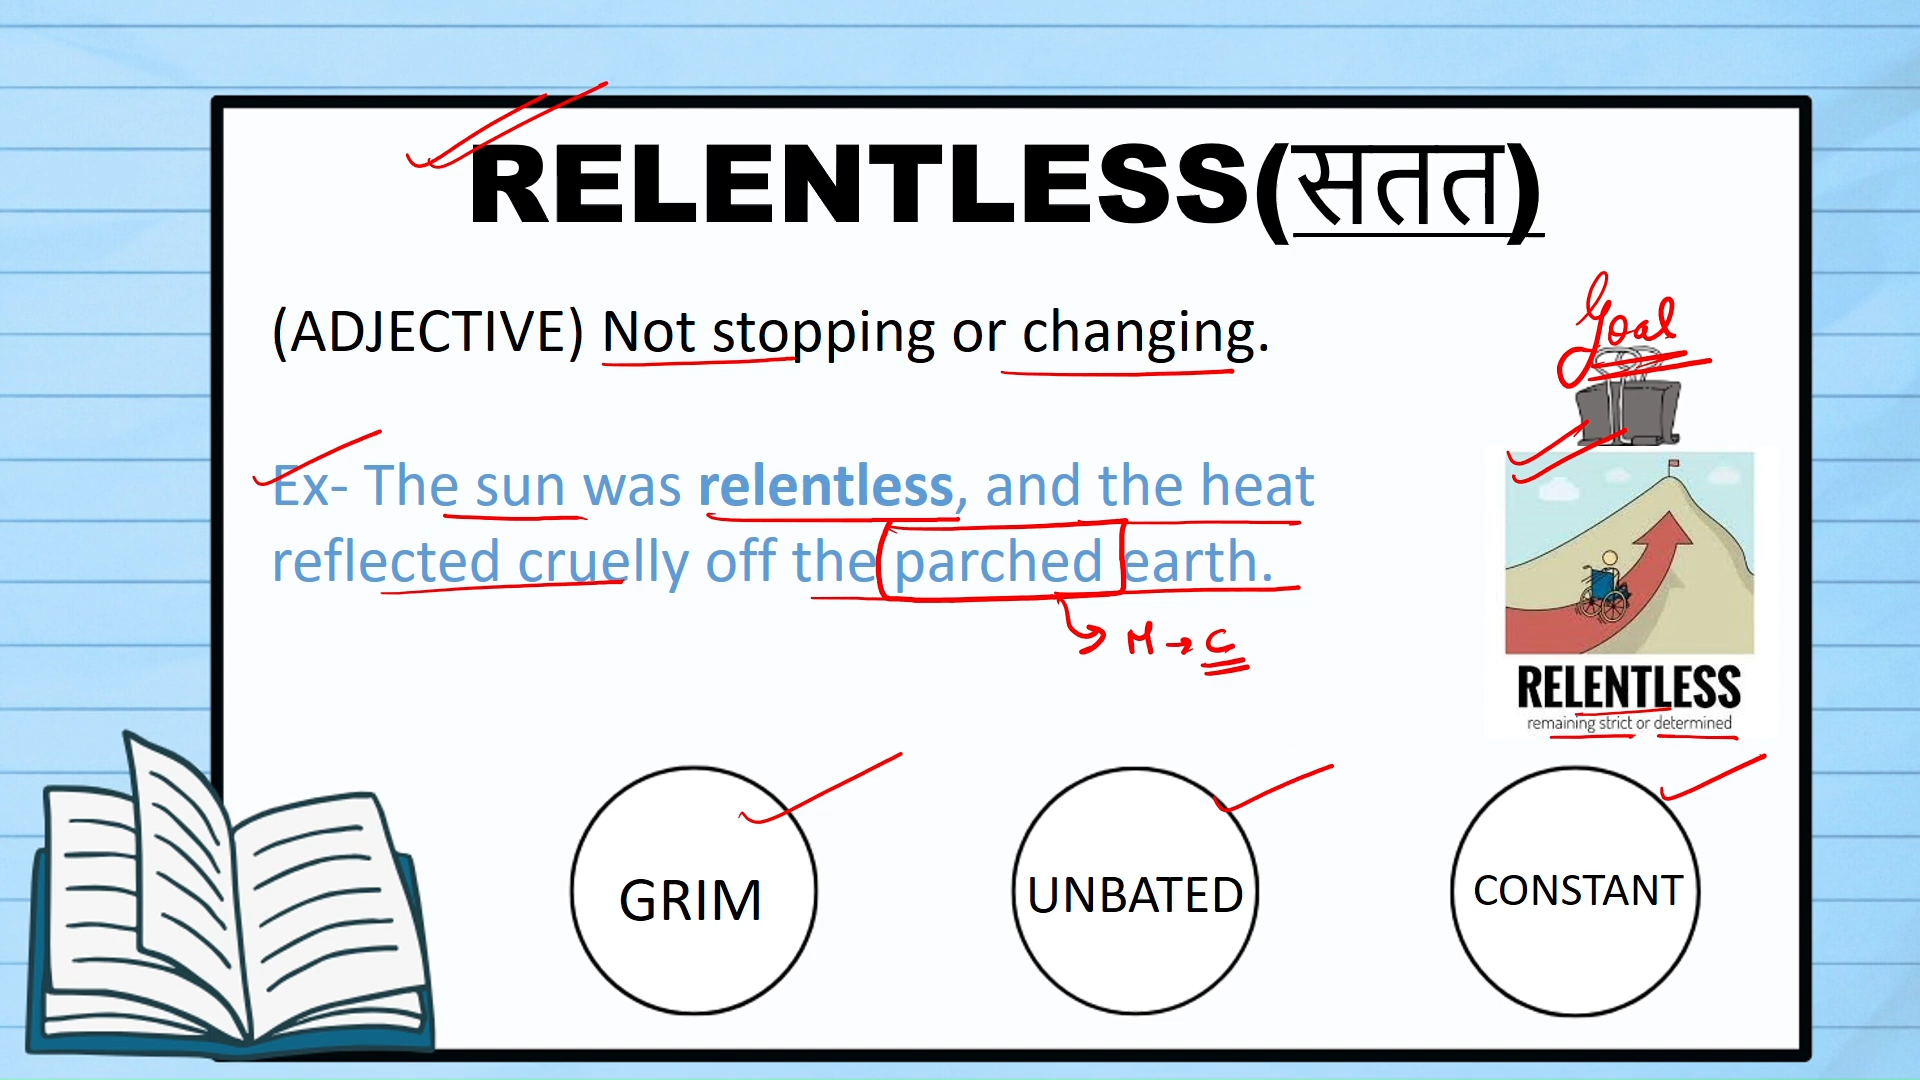 RELENTLESS(सतत)
(ADJECTIVE) Not stopping or changing.
Goal
Ex- The sun was relentless, and the heat
reflected cruelly off the parched earth.
M → C
RELENTLESS
remaining strict or determined
GRIM
UNBATED
CONSTANT